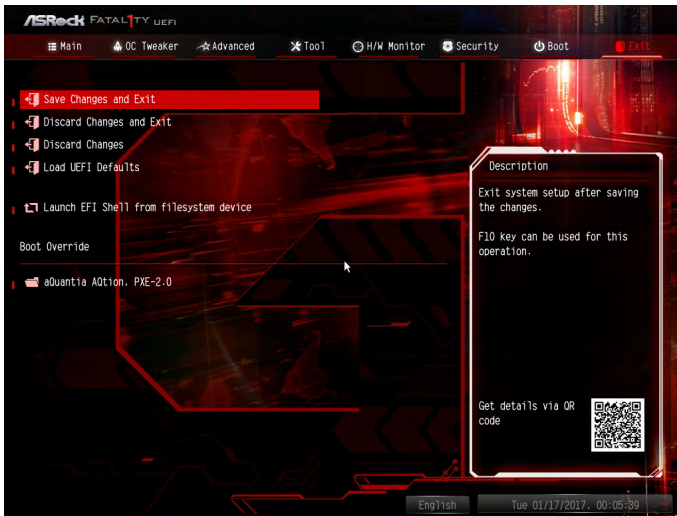 ASRock FATAL1TY UEFI
Main OC Tweaker Advanced Tool H/W Monitor Security Boot Exit
Save Changes and Exit
Discard Changes and Exit
Discard Changes
Load UEFI Defaults
Launch EFI Shell from filesystem device
Boot Override
aQuantia AQtion. PXE-2.0
Description
Exit system setup after saving
the changes.
F10 key can be used for this
operation.
Get details via QR
code
English
Tue 01/17/2017. 00:05:39